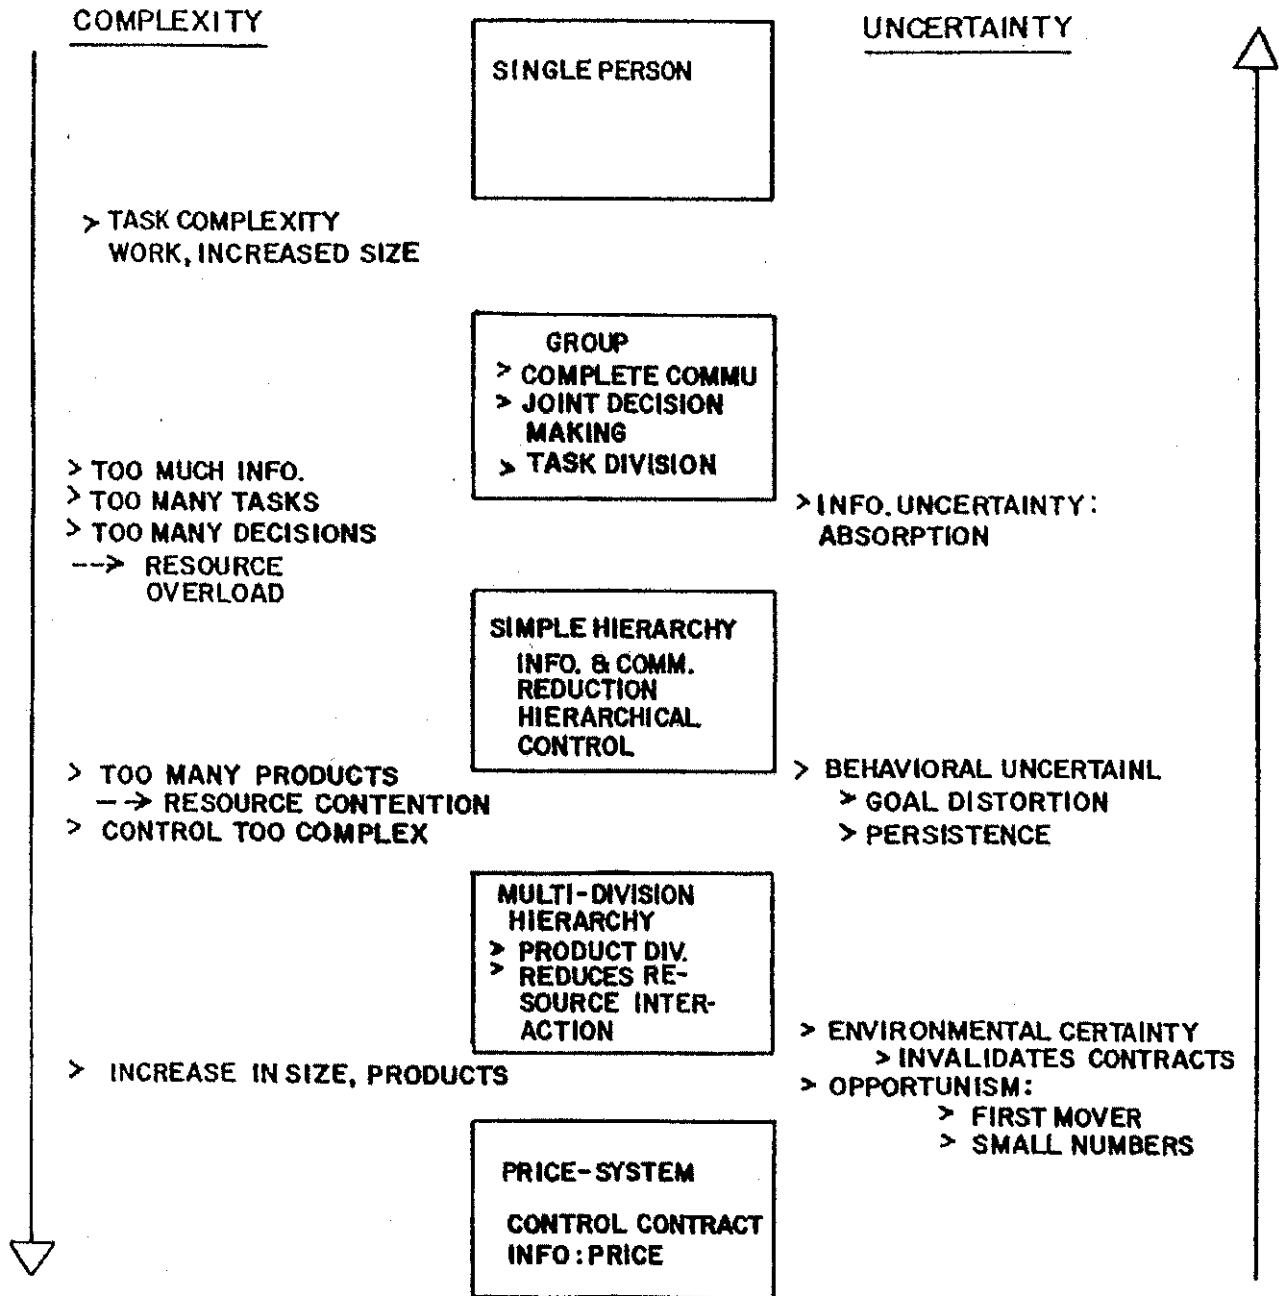 COMPLEXITY
UNCERTAINTY
SINGLE PERSON
> TASK COMPLEXITY
WORK, INCREASED SIZE
GROUP
> COMPLETE COMMU
> JOINT DECISION
MAKING
> TASK DIVISION
> TOO MUCH INFO.
> TOO MANY TASKS
> TOO MANY DECISIONS
--> RESOURCE
OVERLOAD
> INFO. UNCERTAINTY:
ABSORPTION
SIMPLE HIERARCHY
INFO. & COMM.
REDUCTION
HIERARCHICAL
CONTROL
> TOO MANY PRODUCTS
--> RESOURCE CONTENTION
> CONTROL TOO COMPLEX
> BEHAVIORAL UNCERTAINL
> GOAL DISTORTION
> PERSISTENCE
MULTI-DIVISION
HIERARCHY
> PRODUCT DIV.
> REDUCES RE-
SOURCE INTER-
ACTION
> ENVIRONMENTAL CERTAINTY
> INVALIDATES CONTRACTS
> OPPORTUNISM:
> FIRST MOVER
> SMALL NUMBERS
> INCREASE IN SIZE, PRODUCTS
PRICE-SYSTEM
CONTROL CONTRACT
INFO: PRICE